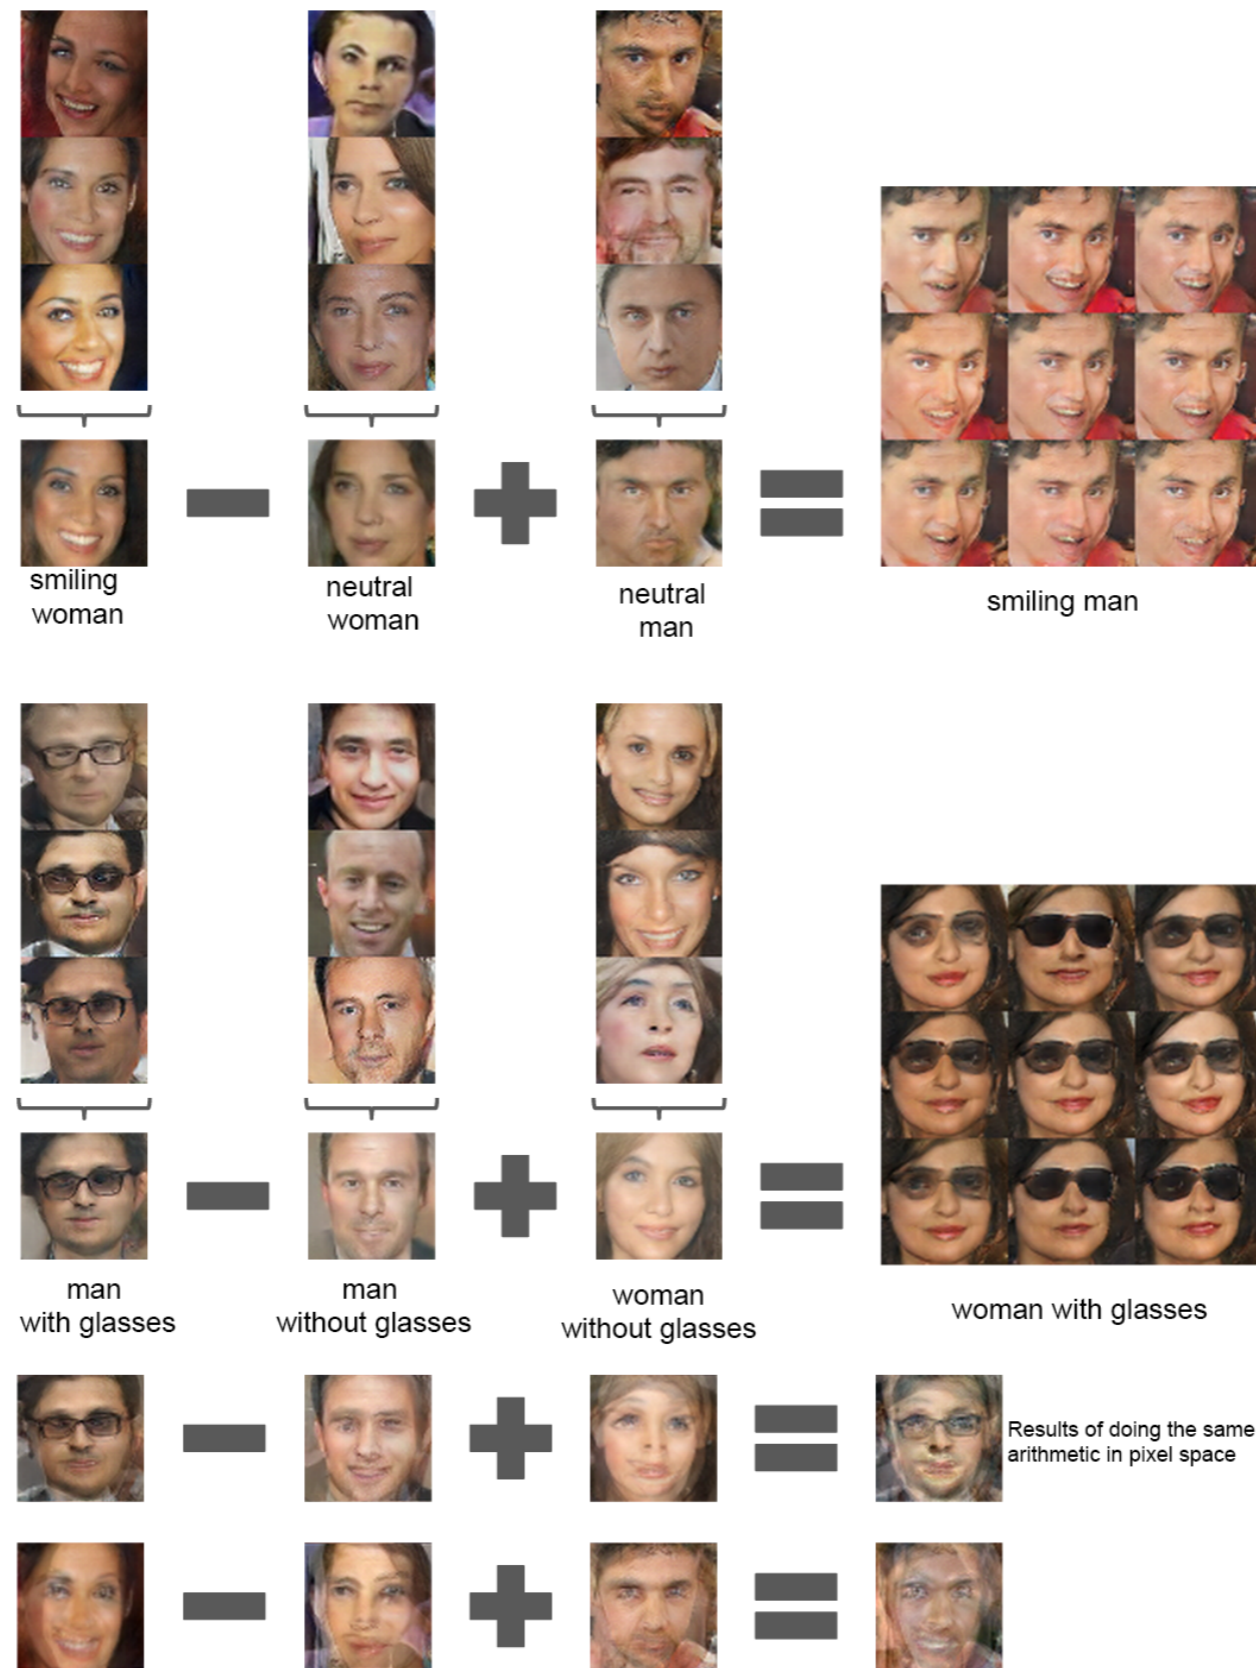 smiling
woman
neutral
woman
neutral
man
smiling man
man
with glasses
man
without glasses
woman
without glasses
woman with glasses
Results of doing the same
arithmetic in pixel space